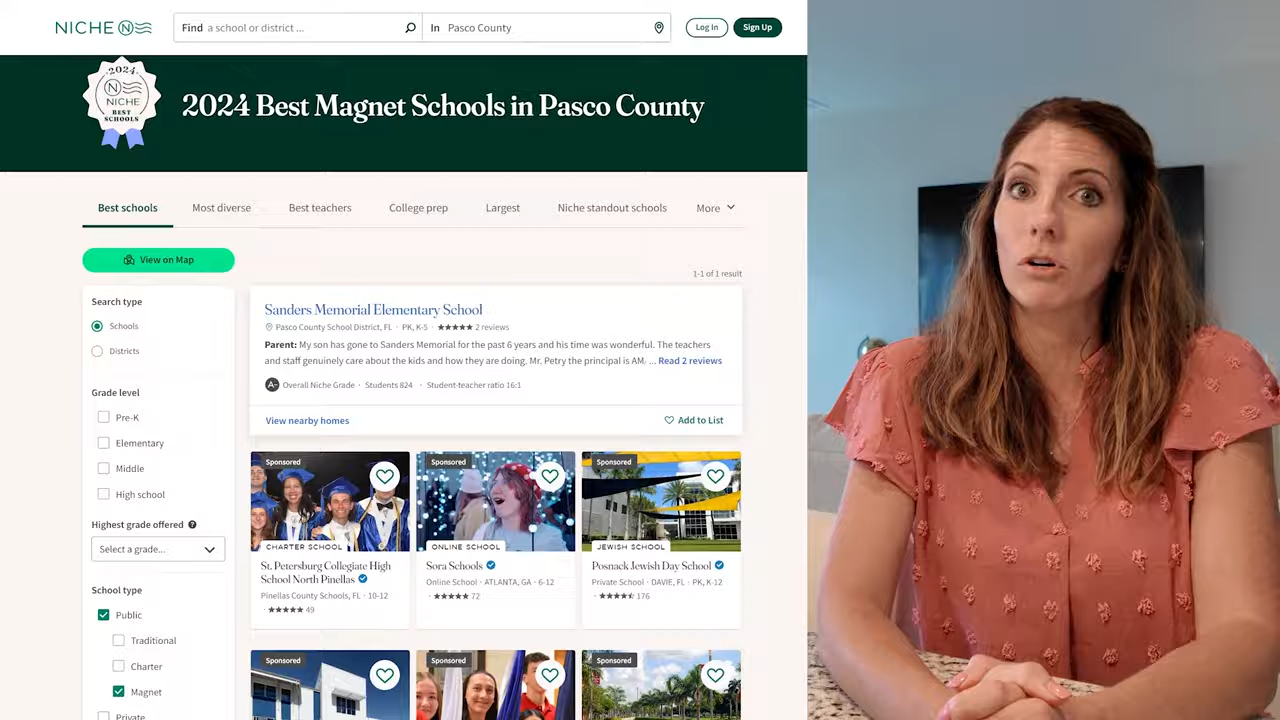 NICHE
Find a school or district ...
In Pasco County
Log In
Sign Up
2024
NICHE
BEST
SCHOOLS
2024 Best Magnet Schools in Pasco County
Best schools
Most diverse
Best teachers
College prep
Largest
Niche standout schools
More
View on Map
1-1 of 1 result
Search type
Schools
Districts
Grade level
Pre-K
Elementary
Middle
High school
Highest grade offered
Select a grade...
School type
Public
Traditional
Charter
Magnet
Private
Sanders Memorial Elementary School
Pasco County School District, FL · PK, K-5 · ★★★★★ 2 reviews
Parent: My son has gone to Sanders Memorial for the past 6 years and his time was wonderful. The teachers
and staff genuinely care about the kids and how they are doing. Mr. Petry the principal is AM... Read 2 reviews
A- Overall Niche Grade · Students 824 · Student-teacher ratio 16:1
View nearby homes
Add to List
Sponsored
CHARTER SCHOOL
St. Petersburg Collegiate High
School North Pinellas
Pinellas County Schools, FL · 10-12
· ★★★★★ 49
Sponsored
ONLINE SCHOOL
Sora Schools
Online School · ATLANTA, GA · 6-12
· ★★★★★ 72
Sponsored
JEWISH SCHOOL
Posnack Jewish Day School
Private School · DAVIE, FL · PK, K-12
· ★★★★★ 176
Sponsored
Sponsored
Sponsored